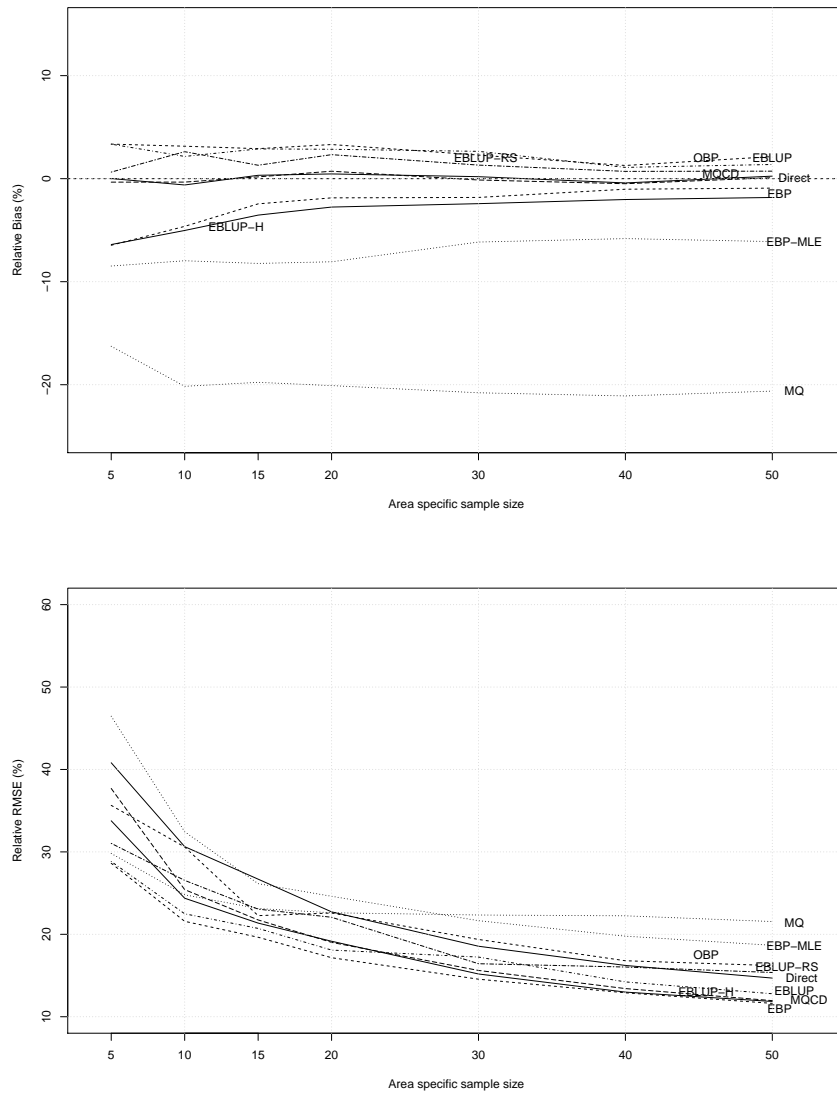 10
0
−10
−20
Relative Bias (%)
EBLUP−RS
OBP
EBLUP
MQCD
Direct
EBP
EBLUP−H
EBP−MLE
MQ
5 10 15 20 30 40 50
Area specific sample size
60
50
40
30
20
10
Relative RMSE (%)
MQ
EBP−MLE
OBP
EBLUP−RS
Direct
EBLUP−H
EBLUP
MQCD
EBP
5 10 15 20 30 40 50
Area specific sample size